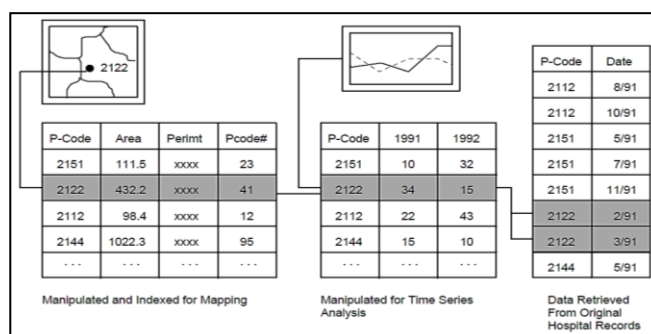 2122
P-Code Area Perimt Pcode#
2151 111.5 xxxx 23
2122 432.2 xxxx 41
2112 98.4 xxxx 12
2144 1022.3 xxxx 95
... ... ... ...
Manipulated and Indexed for Mapping
P-Code 1991 1992
2151 10 32
2122 34 15
2112 22 43
2144 15 10
... ... ...
Manipulated for Time Series
Analysis
P-Code Date
2112 8/91
2112 10/91
2151 5/91
2151 7/91
2151 11/91
2122 2/91
2122 3/91
2144 5/91
Data Retrieved
From Original
Hospital Records